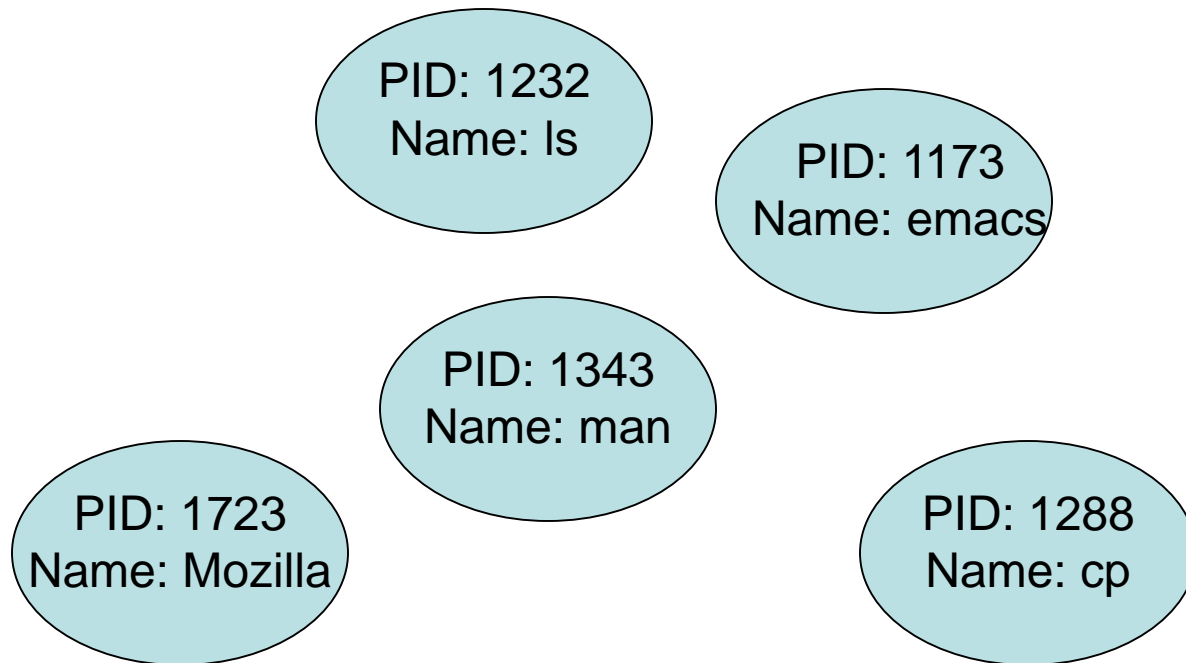 PID: 1232
Name: ls
PID: 1173
Name: emacs
PID: 1343
Name: man
PID: 1723
Name: Mozilla
PID: 1288
Name: cp